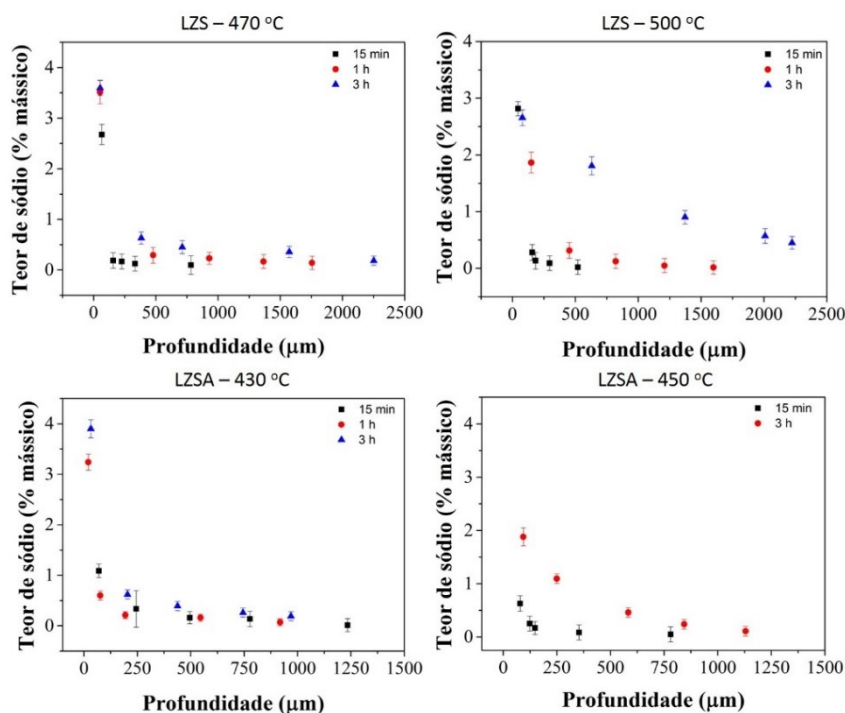 LZS – 470 °C
Teor de sódio (% mássico)
4
3
2
1
0
15 min
1 h
3 h
0 500 1000 1500 2000 2500
Profundidade (μm)
LZS – 500 °C
Teor de sódio (% mássico)
4
3
2
1
0
15 min
1 h
3 h
0 500 1000 1500 2000 2500
Profundidade (μm)
LZSA – 430 °C
Teor de sódio (% mássico)
4
3
2
1
0
15 min
1 h
3 h
0 250 500 750 1000 1250 1500
Profundidade (μm)
LZSA – 450 °C
Teor de sódio (% mássico)
4
3
2
1
0
15 min
3 h
0 250 500 750 1000 1250 1500
Profundidade (μm)